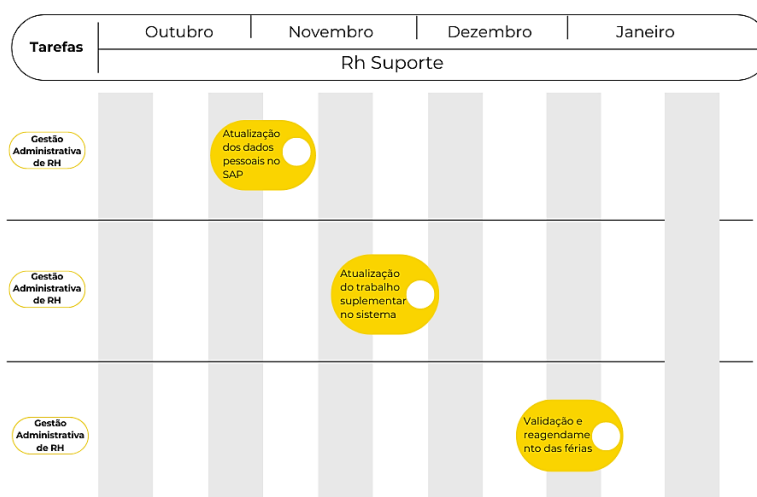 Tarefas
Outubro
Novembro
Dezembro
Janeiro
Rh Suporte
Gestão
Administrativa
de RH
Atualização
dos dados
pessoais no
SAP
Gestão
Administrativa
de RH
Atualização
do trabalho
suplementar
no sistema
Gestão
Administrativa
de RH
Validação e
reagendame
nto das férias